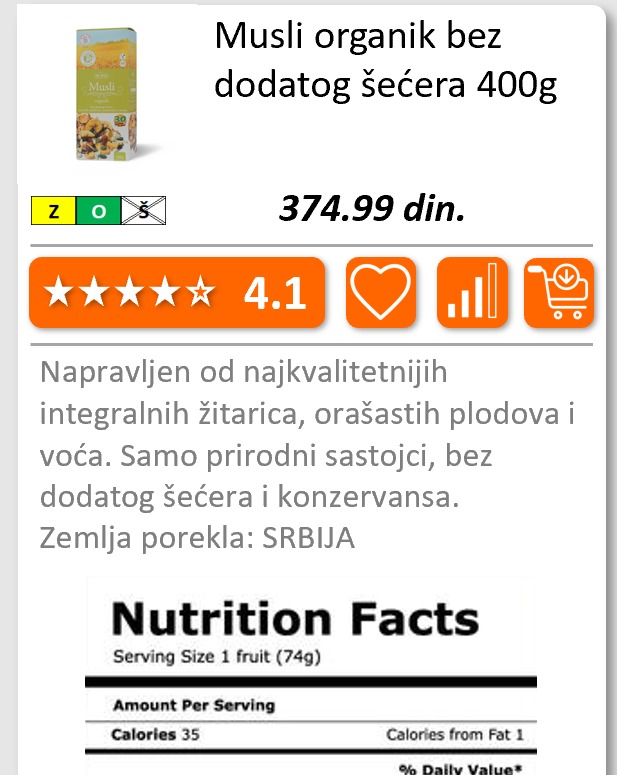 Musli organik bez
dodatog šećera 400g
Musli
Z O Š
374.99 din.
4.1
Napravljen od najkvalitetnijih
integralnih žitarica, orašastih plodova i
voća. Samo prirodni sastojci, bez
dodatog šećera i konzervansa.
Zemlja porekla: SRBIJA
Nutrition Facts
Serving Size 1 fruit (74g)
Amount Per Serving
Calories 35 Calories from Fat 1
% Daily Value*